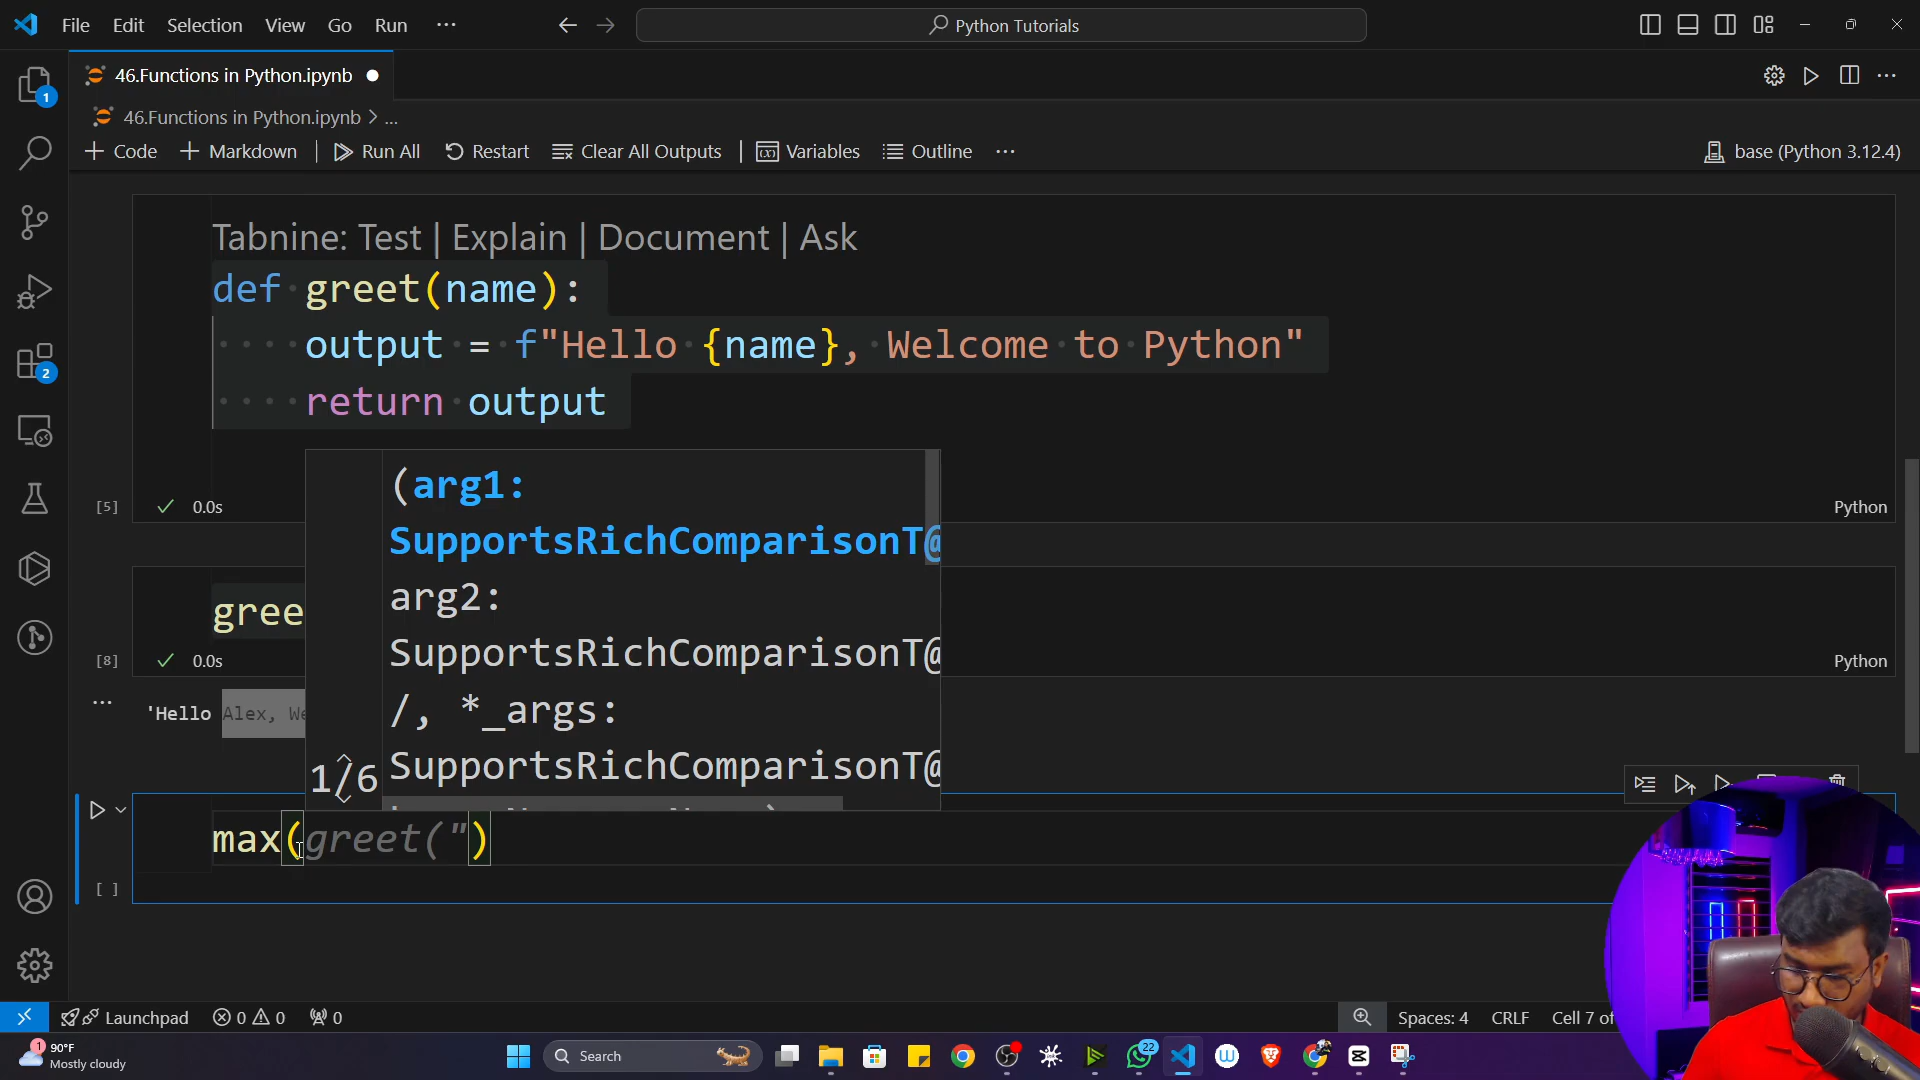 File Edit Selection View Go Run ...
Python Tutorials
46.Functions in Python.ipynb
46.Functions in Python.ipynb > ...
Code Markdown Run All Restart Clear All Outputs Variables Outline ...
base (Python 3.12.4)
Tabnine: Test | Explain | Document | Ask
def greet(name):
output = f"Hello {name}, Welcome to Python"
return output
[5] 0.0s
Python
(arg1:
SupportsRichComparisonT@
arg2:
SupportsRichComparisonT@
/, *_args:
SupportsRichComparisonT@
1/6
gree
[8] 0.0s
Python
'Hello Alex, We
max(greet(")
[ ]
Launchpad 0 0 0
Spaces: 4 CRLF Cell 7 of
1
2
1
90°F
Mostly cloudy
Search
22